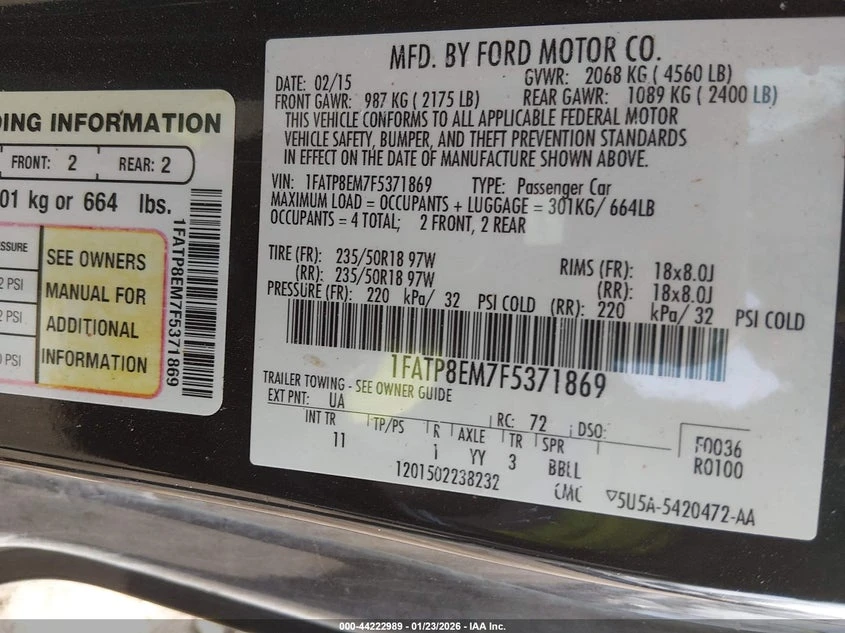 DING INFORMATION
FRONT: 2 REAR: 2
01 kg or 664 lbs.
SSURE
2 PSI
2 PSI
0 PSI
SEE OWNERS
MANUAL FOR
ADDITIONAL
INFORMATION
1FATP8EM7F5371869
MFD. BY FORD MOTOR CO.
DATE: 02/15 GVWR: 2068 KG ( 4560 LB)
FRONT GAWR: 987 KG ( 2175 LB) REAR GAWR: 1089 KG ( 2400 LB)
THIS VEHICLE CONFORMS TO ALL APPLICABLE FEDERAL MOTOR
VEHICLE SAFETY, BUMPER, AND THEFT PREVENTION STANDARDS
IN EFFECT ON THE DATE OF MANUFACTURE SHOWN ABOVE.
VIN: 1FATP8EM7F5371869 TYPE: Passenger Car
MAXIMUM LOAD = OCCUPANTS + LUGGAGE = 301KG/ 664LB
OCCUPANTS = 4 TOTAL; 2 FRONT, 2 REAR
TIRE (FR): 235/50R18 97W RIMS (FR): 18x8.0J
(RR): 235/50R18 97W (RR): 18x8.0J
PRESSURE (FR): 220 kPa/ 32 PSI COLD (RR): 220 kPa/ 32 PSI COLD
1FATP8EM7F5371869
TRAILER TOWING - SEE OWNER GUIDE
EXT PNT: UA RC: 72 DSO:
INT TR TP/PS R AXLE TR SPR F0036
11 1 YY 3 BBLL R0100
1201502238232 CMC ▽5U5A-5420472-AA
000-44222989 - 01/23/2026 - IAA Inc.